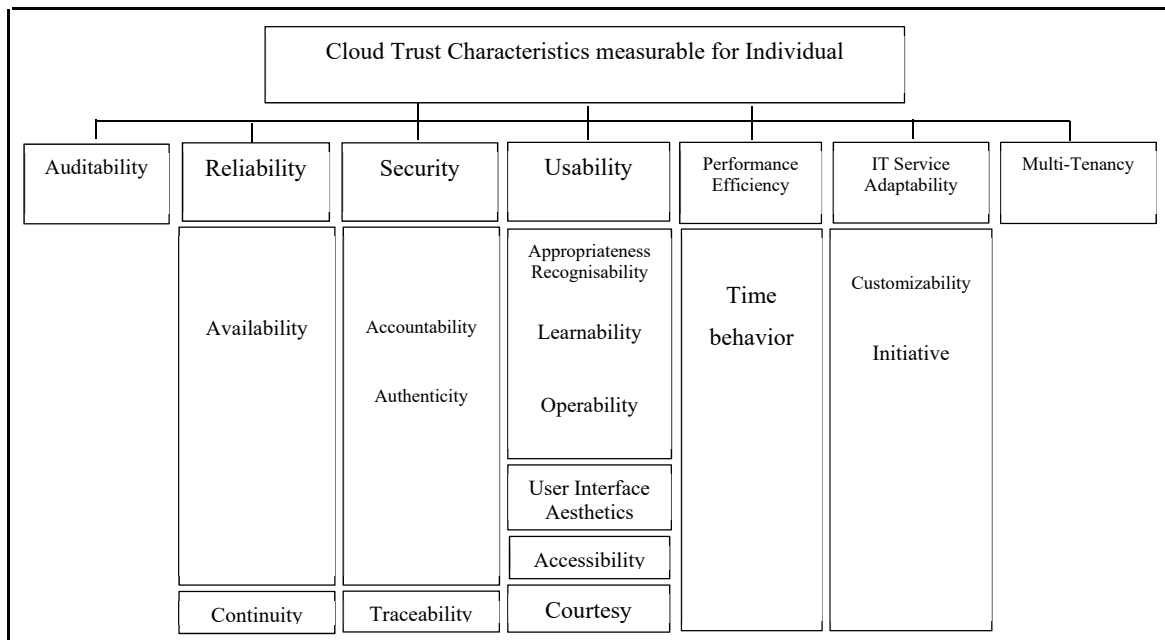 Cloud Trust Characteristics measurable for Individual
Auditability
Reliability
Security
Usability
Performance
Efficiency
IT Service
Adaptability
Multi-Tenancy
Availability
Continuity
Accountability
Authenticity
Traceability
Appropriateness
Recognisability
Learnability
Operability
User Interface
Aesthetics
Accessibility
Courtesy
Time
behavior
Customizability
Initiative